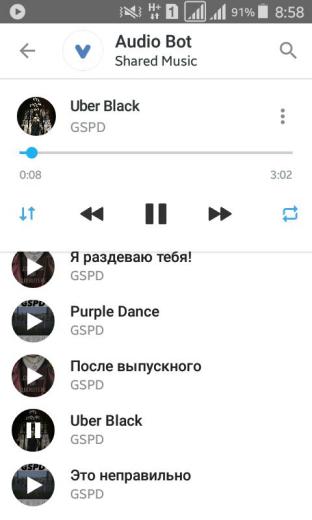 H+
1
91%
8:58
Audio Bot
Shared Music
Uber Black
GSPD
0:08
3:02
Я раздеваю тебя!
GSPD
GSPD
Purple Dance
GSPD
После выпускного
GSPD
Uber Black
GSPD
GSPD
Это неправильно
GSPD